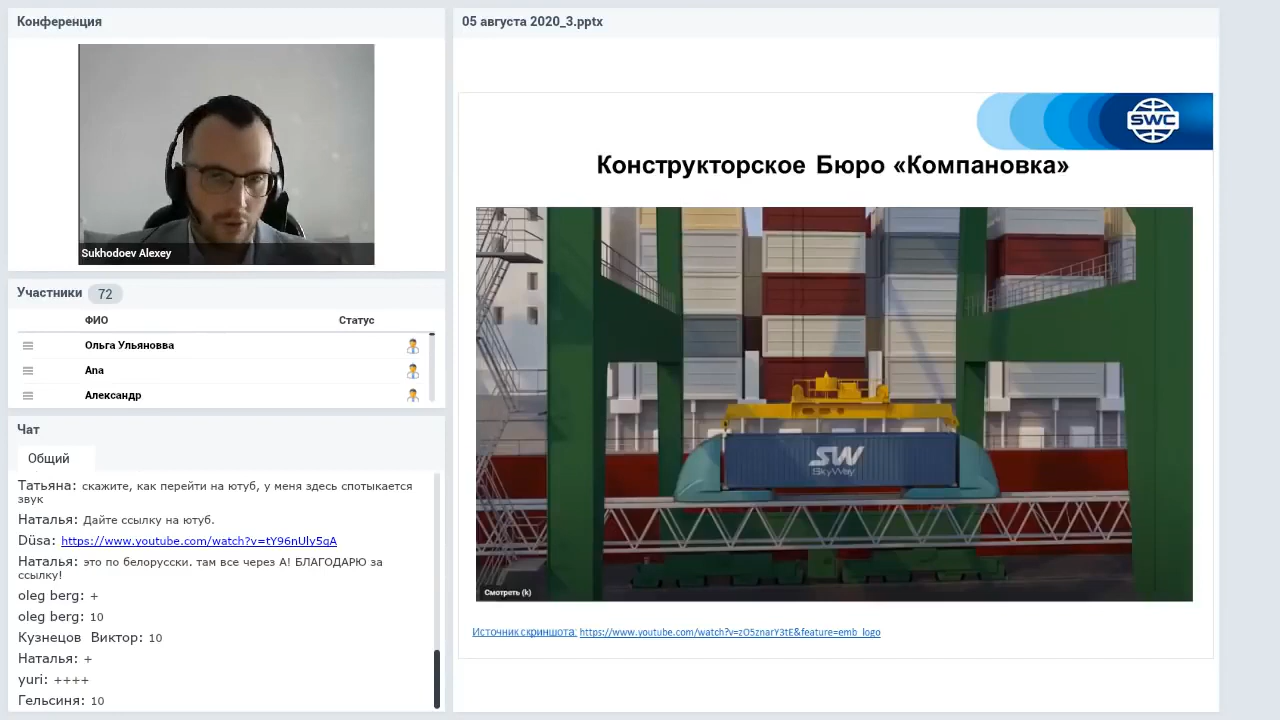 Конференция
Sukhodoev Alexey
Участники 72
ФИО Статус
Ольга Ульяновва
Ana
Александр
Чат
Общий
Татьяна: скажите, как перейти на ютуб, у меня здесь спотыкается
звук
Наталья: Дайте ссылку на ютуб.
Düsa: https://www.youtube.com/watch?v=tY96nUly5qA
Наталья: это по белорусски. там все через А! БЛАГОДАРЮ за
ссылку!
oleg berg: +
oleg berg: 10
Кузнецов Виктор: 10
Наталья: +
yuri: ++++
Гельсиня: 10
05 августа 2020_3.pptx
SWC
Конструкторское Бюро «Компановка»
SW
SkyWay
Смотреть (k)
Источник скриншота: https://www.youtube.com/watch?v=zO5znarY3tE&feature=emb_logo